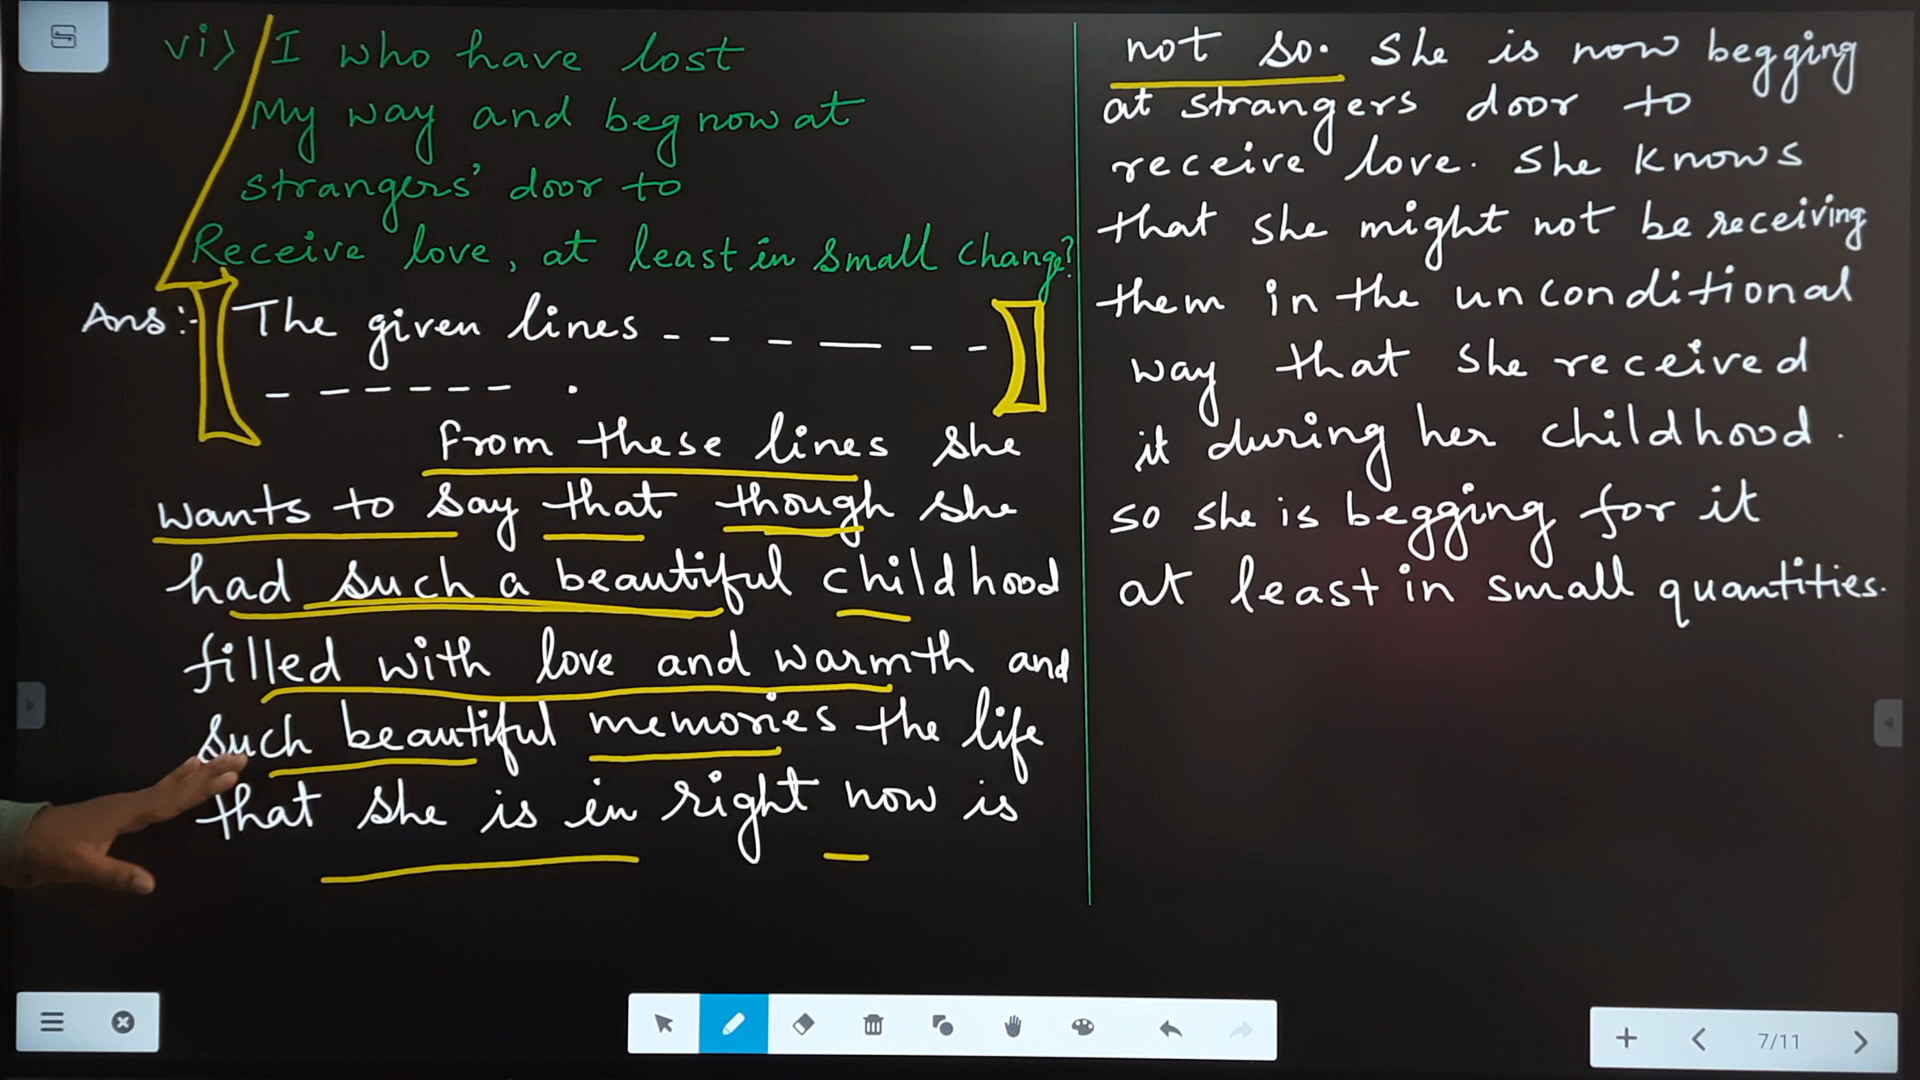 vi) I who have lost
My way and beg now at
strangers' door to
Receive love, at least in small change?
Ans:- The given lines - - - — - -
- - - - - - .
From these lines she
wants to say that though she
had such a beautiful childhood
filled with love and warmth and
such beautiful memories the life
that she is in right now is
not so. She is now begging
at strangers door to
receive love. She knows
that she might not be receiving
them in the unconditional
way that she received
it during her childhood.
so she is begging for it
at least in small quantities.
7/11